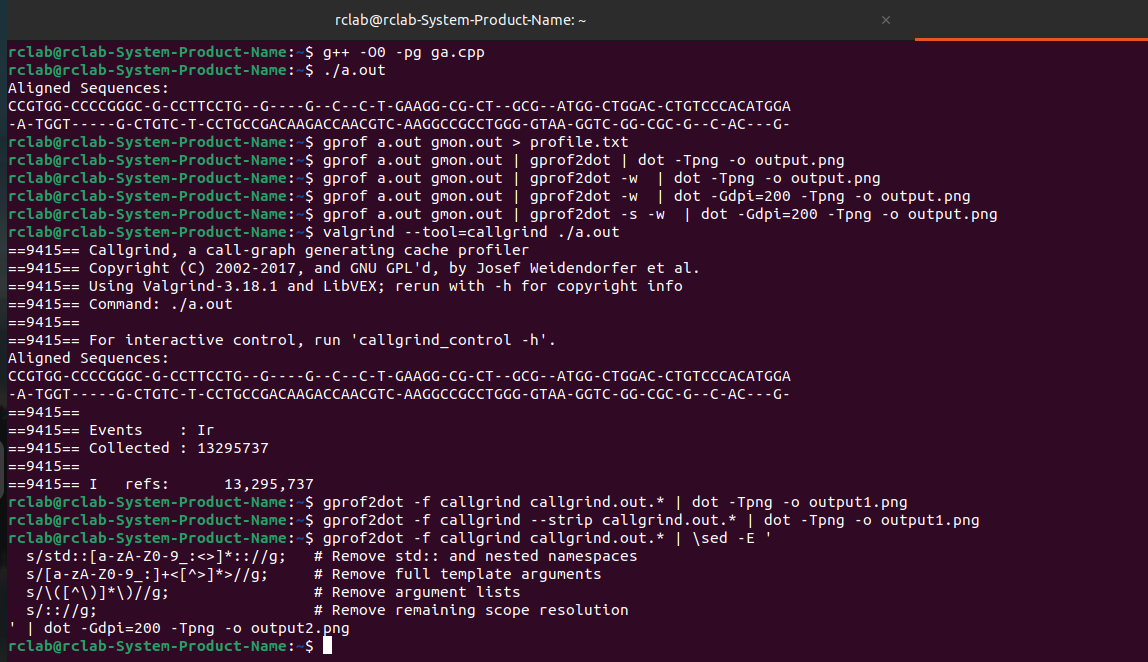 rclab@rclab-System-Product-Name: ~
rclab@rclab-System-Product-Name:~$ g++ -O0 -pg ga.cpp
rclab@rclab-System-Product-Name:~$ ./a.out
Aligned Sequences:
CCGTGG-CCCCGGGC-G-CCTTCCTG--G----G--C--C-T-GAAGG-CG-CT--GCG--ATGG-CTGGAC-CTGTCCCACATGGA
-A-TGGT-----G-CTGTC-T-CCTGCCGACAAGACCAACGTC-AAGGCCGCCTGGG-GTAA-GGTC-GG-CGC-G--C-AC---G-
rclab@rclab-System-Product-Name:~$ gprof a.out gmon.out > profile.txt
rclab@rclab-System-Product-Name:~$ gprof a.out gmon.out | gprof2dot | dot -Tpng -o output.png
rclab@rclab-System-Product-Name:~$ gprof a.out gmon.out | gprof2dot -w  | dot -Tpng -o output.png
rclab@rclab-System-Product-Name:~$ gprof a.out gmon.out | gprof2dot -w  | dot -Gdpi=200 -Tpng -o output.png
rclab@rclab-System-Product-Name:~$ gprof a.out gmon.out | gprof2dot -s -w  | dot -Gdpi=200 -Tpng -o output.png
rclab@rclab-System-Product-Name:~$ valgrind --tool=callgrind ./a.out
==9415== Callgrind, a call-graph generating cache profiler
==9415== Copyright (C) 2002-2017, and GNU GPL'd, by Josef Weidendorfer et al.
==9415== Using Valgrind-3.18.1 and LibVEX; rerun with -h for copyright info
==9415== Command: ./a.out
==9415==
==9415== For interactive control, run 'callgrind_control -h'.
Aligned Sequences:
CCGTGG-CCCCGGGC-G-CCTTCCTG--G----G--C--C-T-GAAGG-CG-CT--GCG--ATGG-CTGGAC-CTGTCCCACATGGA
-A-TGGT-----G-CTGTC-T-CCTGCCGACAAGACCAACGTC-AAGGCCGCCTGGG-GTAA-GGTC-GG-CGC-G--C-AC---G-
==9415==
==9415== Events    : Ir
==9415== Collected : 13295737
==9415==
==9415== I   refs:      13,295,737
rclab@rclab-System-Product-Name:~$ gprof2dot -f callgrind callgrind.out.* | dot -Tpng -o output1.png
rclab@rclab-System-Product-Name:~$ gprof2dot -f callgrind --strip callgrind.out.* | dot -Tpng -o output1.png
rclab@rclab-System-Product-Name:~$ gprof2dot -f callgrind callgrind.out.* | \sed -E '
  s/std::[a-zA-Z0-9_:<>]*:://g;   # Remove std:: and nested namespaces
  s/[a-zA-Z0-9_:]+<[^>]*>//g;     # Remove full template arguments
  s/\([^\)]*\)//g;                # Remove argument lists
  s/:://g;                        # Remove remaining scope resolution
' | dot -Gdpi=200 -Tpng -o output2.png
rclab@rclab-System-Product-Name:~$